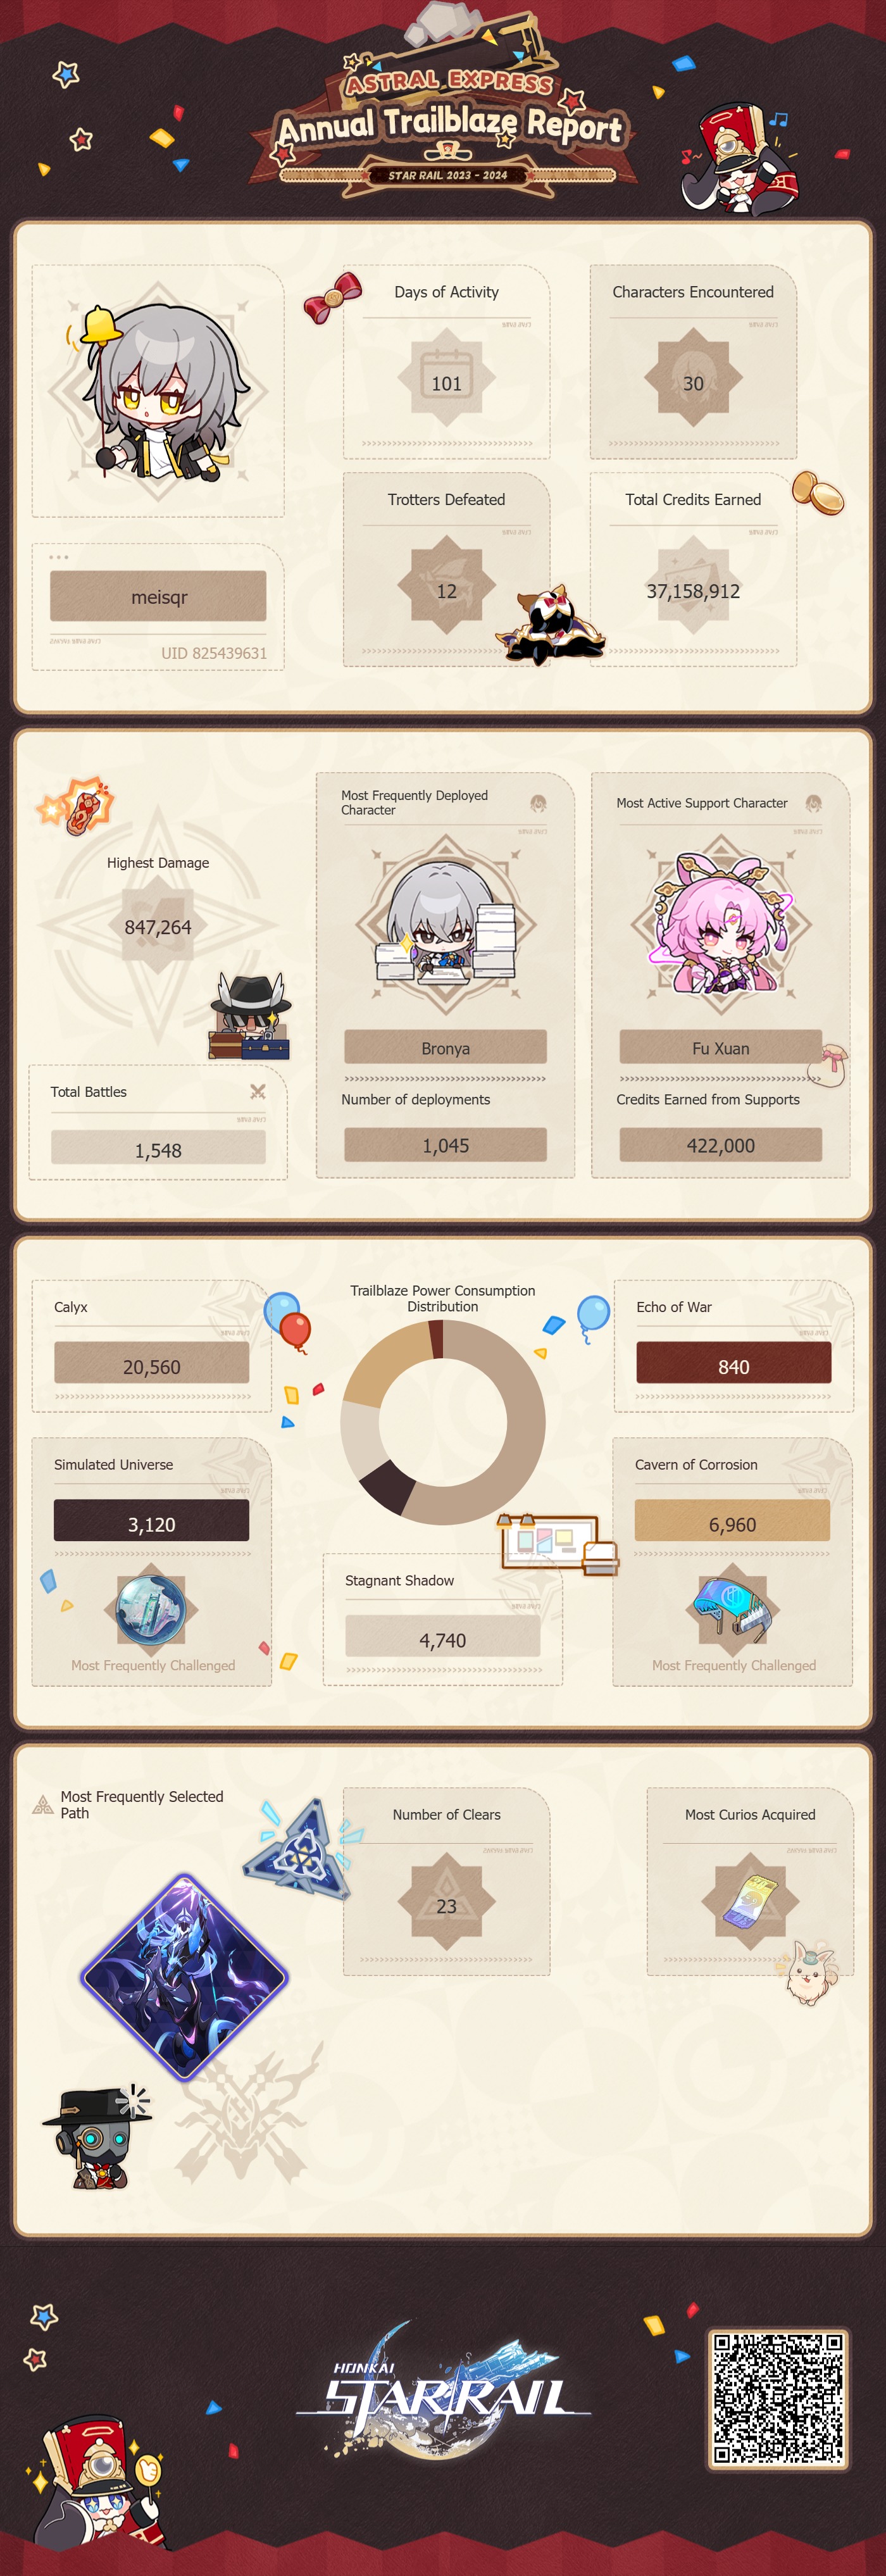 ASTRAL EXPRESS
Annual Trailblaze Report
STAR RAIL 2023 - 2024
Days of Activity
101
Characters Encountered
30
Trotters Defeated
12
Total Credits Earned
37,158,912
meisqr
UID 825439631
Highest Damage
847,264
Total Battles
1,548
Most Frequently Deployed
Character
Bronya
Number of deployments
1,045
Most Active Support Character
Fu Xuan
Credits Earned from Supports
422,000
Trailblaze Power Consumption
Distribution
Calyx
20,560
Echo of War
840
Simulated Universe
3,120
Most Frequently Challenged
Stagnant Shadow
4,740
Cavern of Corrosion
6,960
Most Frequently Challenged
Most Frequently Selected
Path
Number of Clears
23
Most Curios Acquired
HONKAI
STAR RAIL